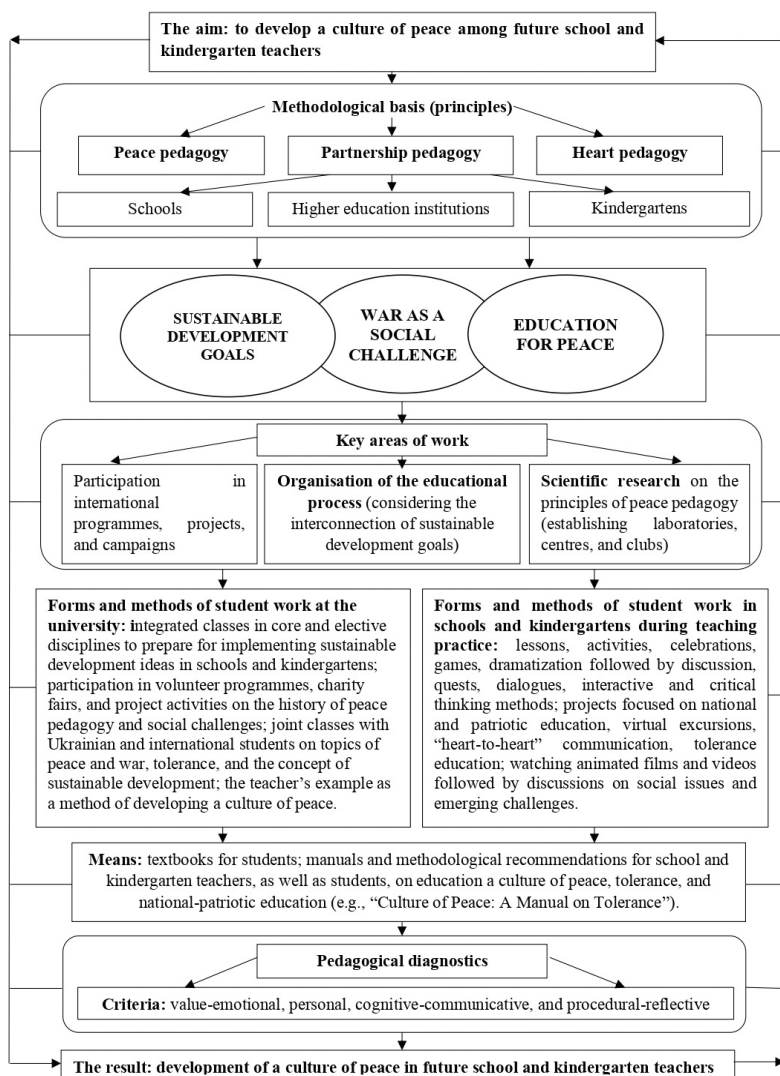 The aim: to develop a culture of peace among future school and
kindergarten teachers
Methodological basis (principles)
Peace pedagogy
Partnership pedagogy
Heart pedagogy
Schools
Higher education institutions
Kindergartens
SUSTAINABLE
DEVELOPMENT
GOALS
WAR AS A
SOCIAL
CHALLENGE
EDUCATION
FOR PEACE
Key areas of work
Participation in
international
programmes, projects,
and campaigns
Organisation of the educational
process (considering the
interconnection of sustainable
development goals)
Scientific research on the
principles of peace pedagogy
(establishing laboratories,
centres, and clubs)
Forms and methods of student work at the
university: integrated classes in core and elective
disciplines to prepare for implementing sustainable
development ideas in schools and kindergartens;
participation in volunteer programmes, charity
fairs, and project activities on the history of peace
pedagogy and social challenges; joint classes with
Ukrainian and international students on topics of
peace and war, tolerance, and the concept of
sustainable development; the teacher's example as
a method of developing a culture of peace.
Forms and methods of student work in
schools and kindergartens during teaching
practice: lessons, activities, celebrations,
games, dramatization followed by discussion,
quests, dialogues, interactive and critical
thinking methods; projects focused on national
and patriotic education, virtual excursions,
“heart-to-heart” communication, tolerance
education; watching animated films and videos
followed by discussions on social issues and
emerging challenges.
Means: textbooks for students; manuals and methodological recommendations for school and
kindergarten teachers, as well as students, on education a culture of peace, tolerance, and
national-patriotic education (e.g., “Culture of Peace: A Manual on Tolerance”).
Pedagogical diagnostics
Criteria: value-emotional, personal, cognitive-communicative, and procedural-reflective
The result: development of a culture of peace in future school and kindergarten teachers